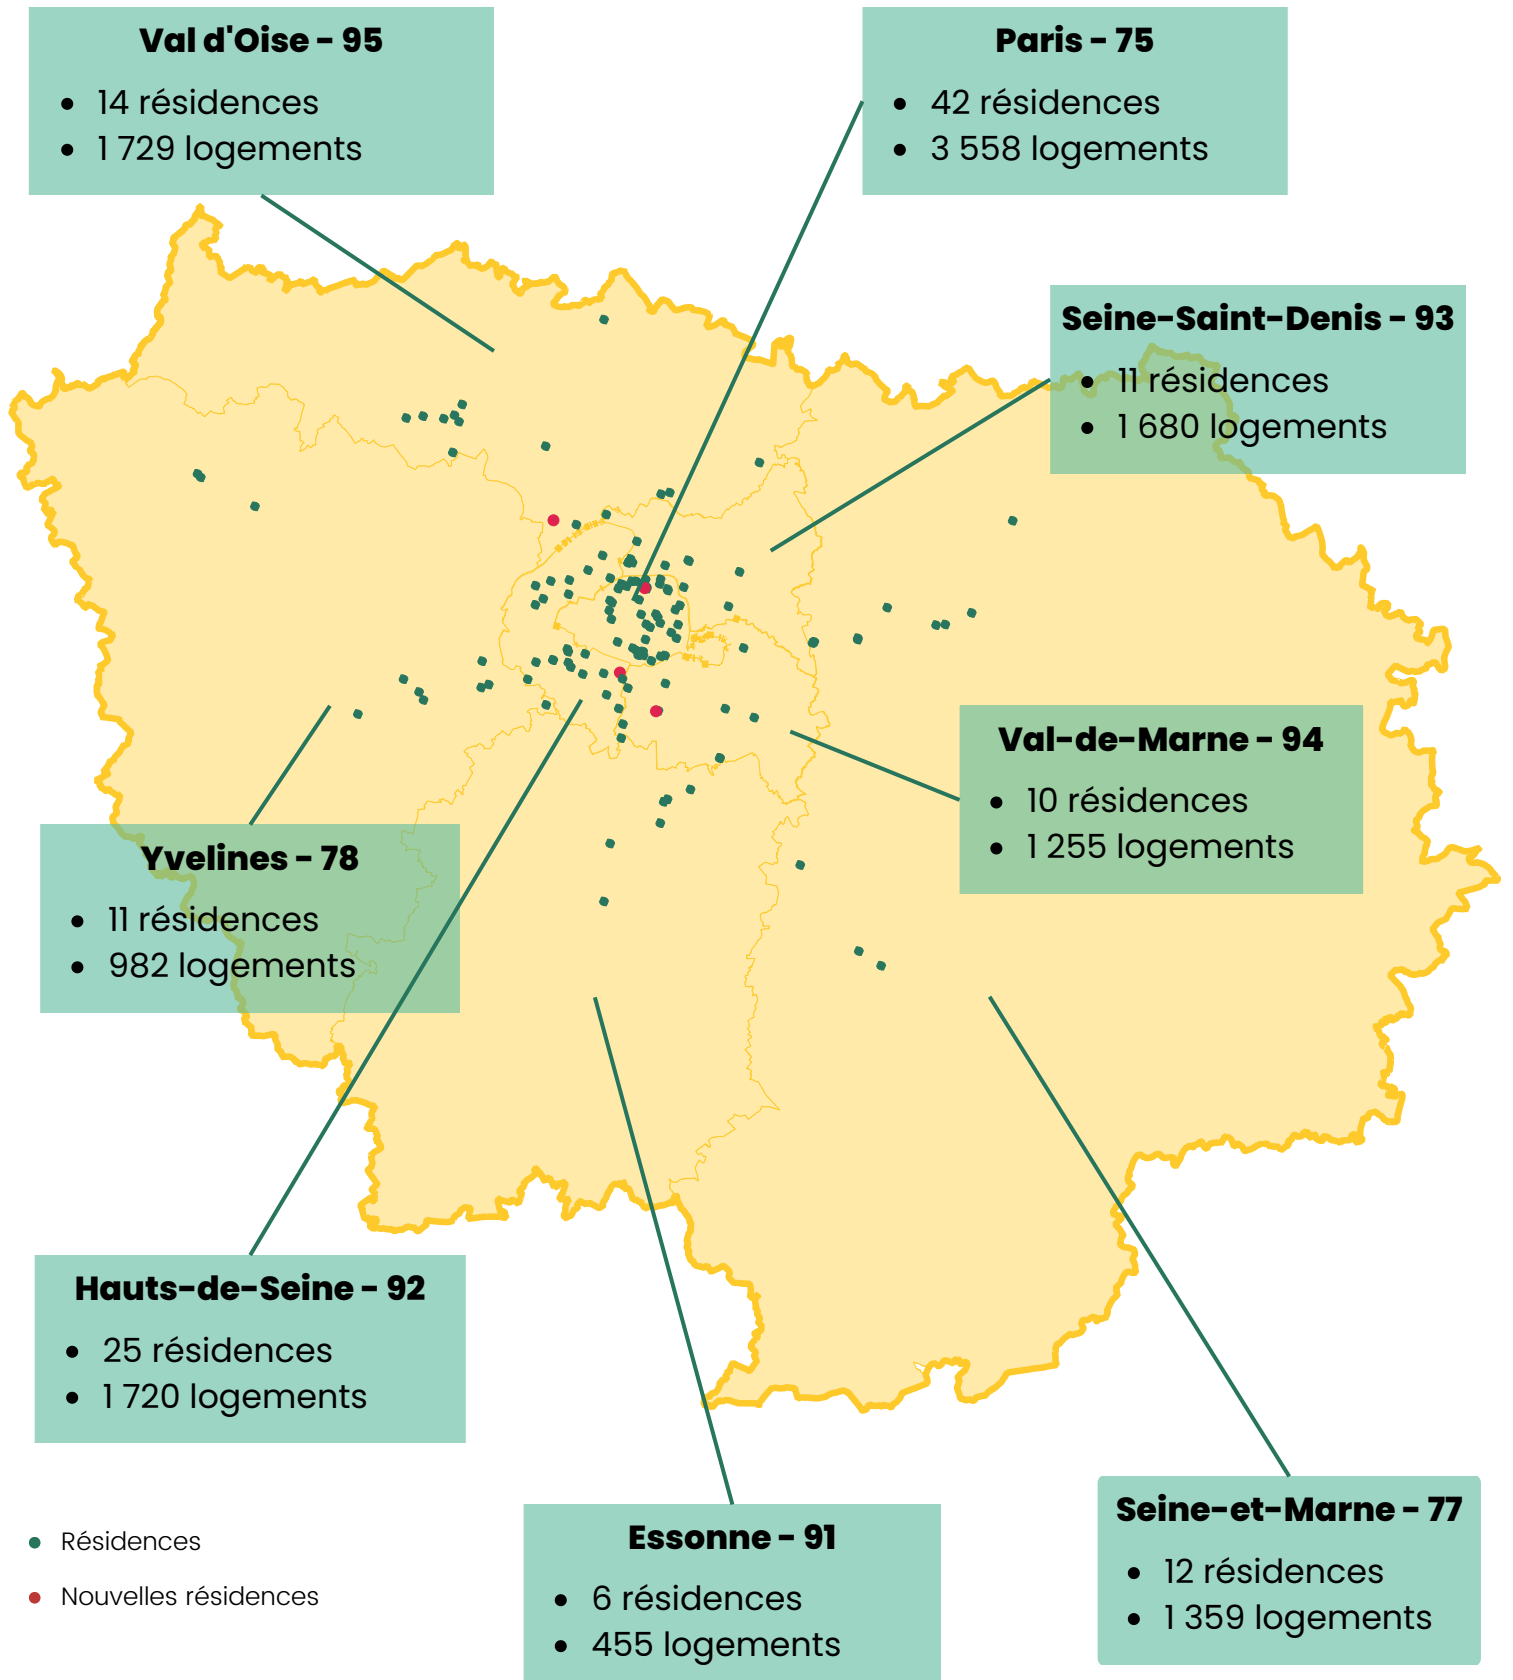 Val d'Oise - 95
• 14 résidences
• 1 729 logements
Paris - 75
• 42 résidences
• 3 558 logements
Seine-Saint-Denis - 93
• 11 résidences
• 1 680 logements
Val-de-Marne - 94
• 10 résidences
• 1 255 logements
Yvelines - 78
• 11 résidences
• 982 logements
Hauts-de-Seine - 92
• 25 résidences
• 1 720 logements
Essonne - 91
• 6 résidences
• 455 logements
Seine-et-Marne - 77
• 12 résidences
• 1 359 logements
Résidences
Nouvelles résidences